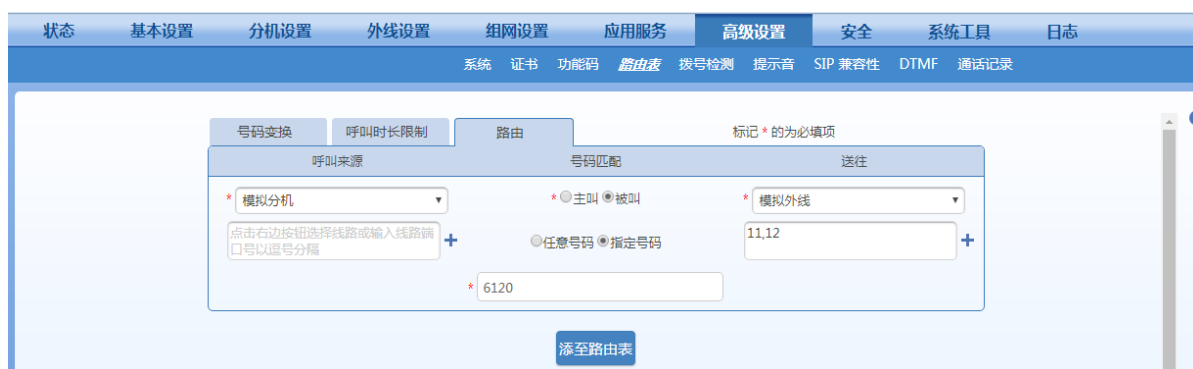 状态 基本设置 分机设置 外线设置 组网设置 应用服务 高级设置 安全 系统工具 日志
系统 证书 功能码 路由表 拨号检测 提示音 SIP 兼容性 DTMF 通话记录
号码变换 呼叫时长限制 路由 标记 * 的为必填项
呼叫来源 号码匹配 送往
* 模拟分机 * 主叫 被叫 * 模拟外线
点击右边按钮选择线路或输入线路端
口号以逗号分隔
+ 任意号码 指定号码 11,12 +
* 6120
添至路由表